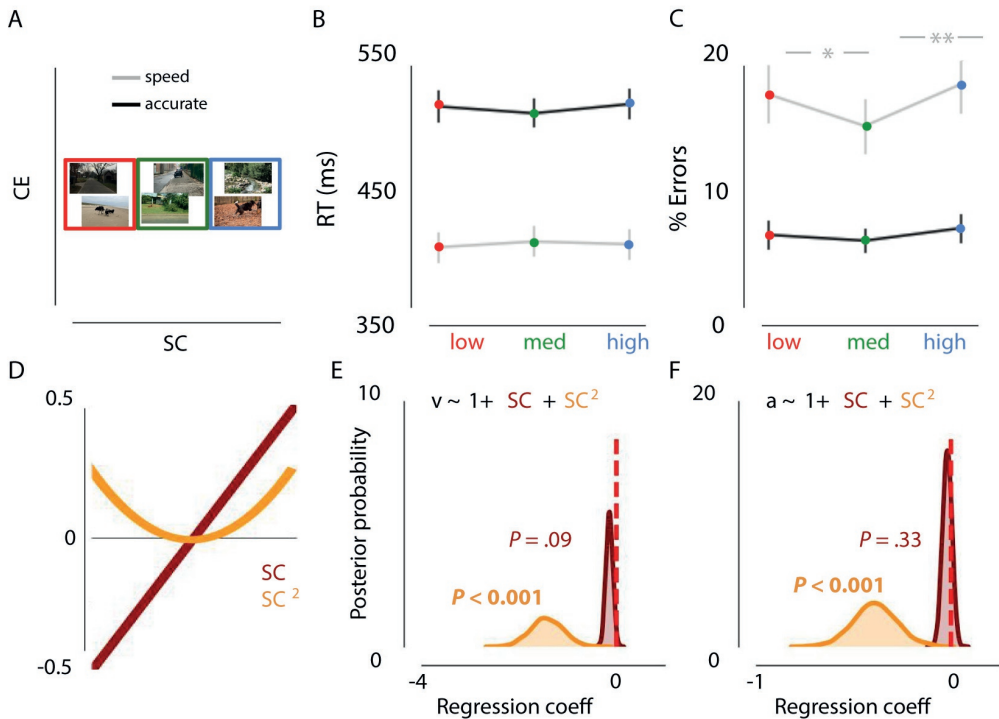 A
speed
accurate
CE
SC
B
550
450
350
RT (ms)
low med high
C
20
10
0
% Errors
* **
low med high
D
0.5
0
-0.5
SC
SC 2
E
10
0
Posterior probability
v ~ 1+ SC + SC 2
P = .09
P < 0.001
-4 0
Regression coeff
F
20
0
a ~ 1+ SC + SC 2
P = .33
P < 0.001
-1 0
Regression coeff